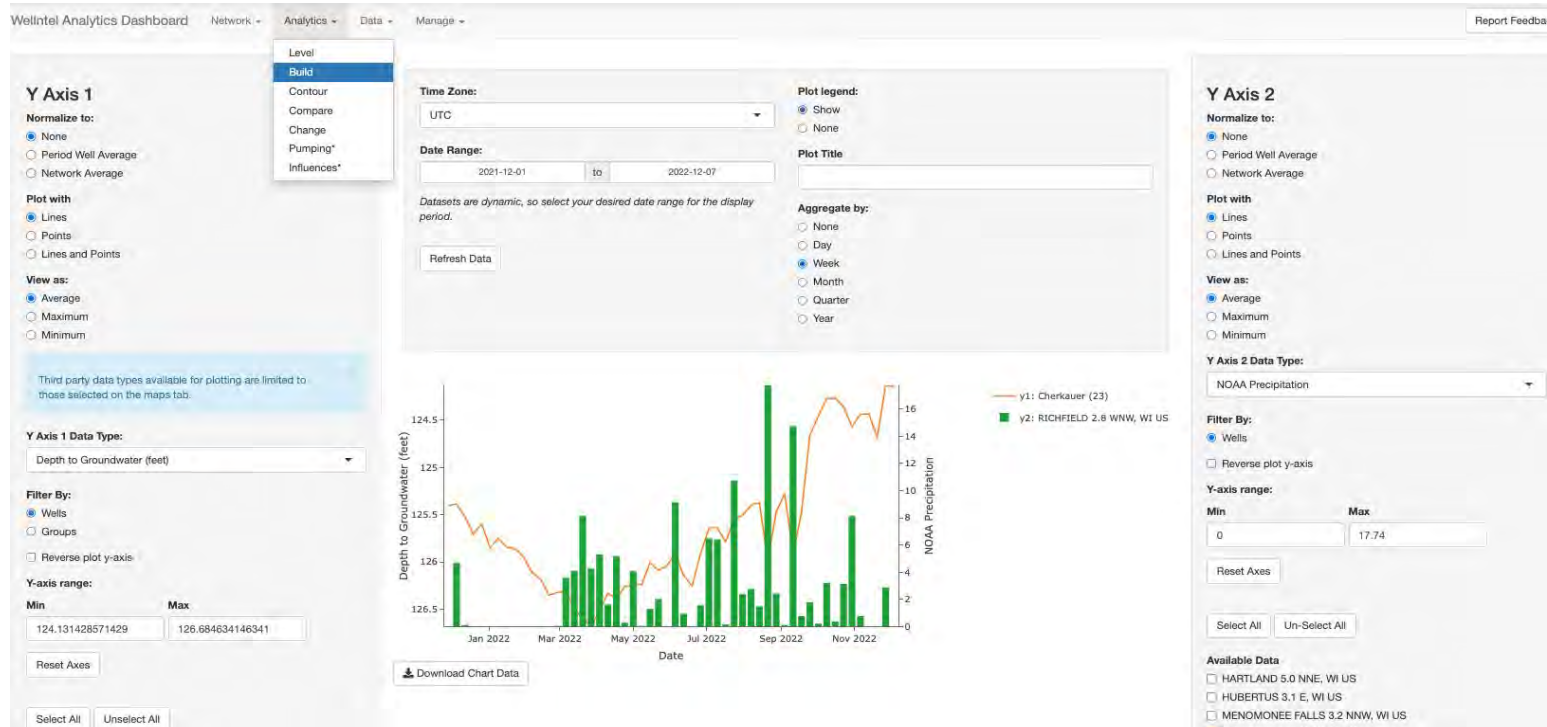 Wellntel Analytics Dashboard Network Analytics Data Manage
Level
Build
Contour
Compare
Change
Pumping*
Influences*
Y Axis 1
Normalize to:
None
Period Well Average
Network Average
Plot with
Lines
Points
Lines and Points
View as:
Average
Maximum
Minimum
Third party data types available for plotting are limited to
those selected on the maps tab.
Y Axis 1 Data Type:
Depth to Groundwater (feet)
Filter By:
Wells
Groups
Reverse plot y-axis
Y-axis range:
Min Max
124.131428571429 126.684634146341
Reset Axes
Select All Unselect All
Time Zone:
UTC
Date Range:
2021-12-01 to 2022-12-07
Datasets are dynamic, so select your desired date range for the display
period.
Refresh Data
Plot legend:
Show
None
Plot Title
Aggregate by:
None
Day
Week
Month
Quarter
Year
Depth to Groundwater (feet)
124.5
125
125.5
126
126.5
Jan 2022 Mar 2022 May 2022 Jul 2022 Sep 2022 Nov 2022
Date
16
14
12
10
8
6
4
2
0
NOAA Precipitation
y1: Cherkauer (23)
y2: RICHFIELD 2.8 WNW, WI US
Download Chart Data
Report Feedba
Y Axis 2
Normalize to:
None
Period Well Average
Network Average
Plot with
Lines
Points
Lines and Points
View as:
Average
Maximum
Minimum
Y Axis 2 Data Type:
NOAA Precipitation
Filter By:
Wells
Reverse plot y-axis
Y-axis range:
Min Max
0 17.74
Reset Axes
Select All Un-Select All
Available Data
HARTLAND 5.0 NNE, WI US
HUBERTUS 3.1 E, WI US
MENOMONEE FALLS 3.2 NNW, WI US